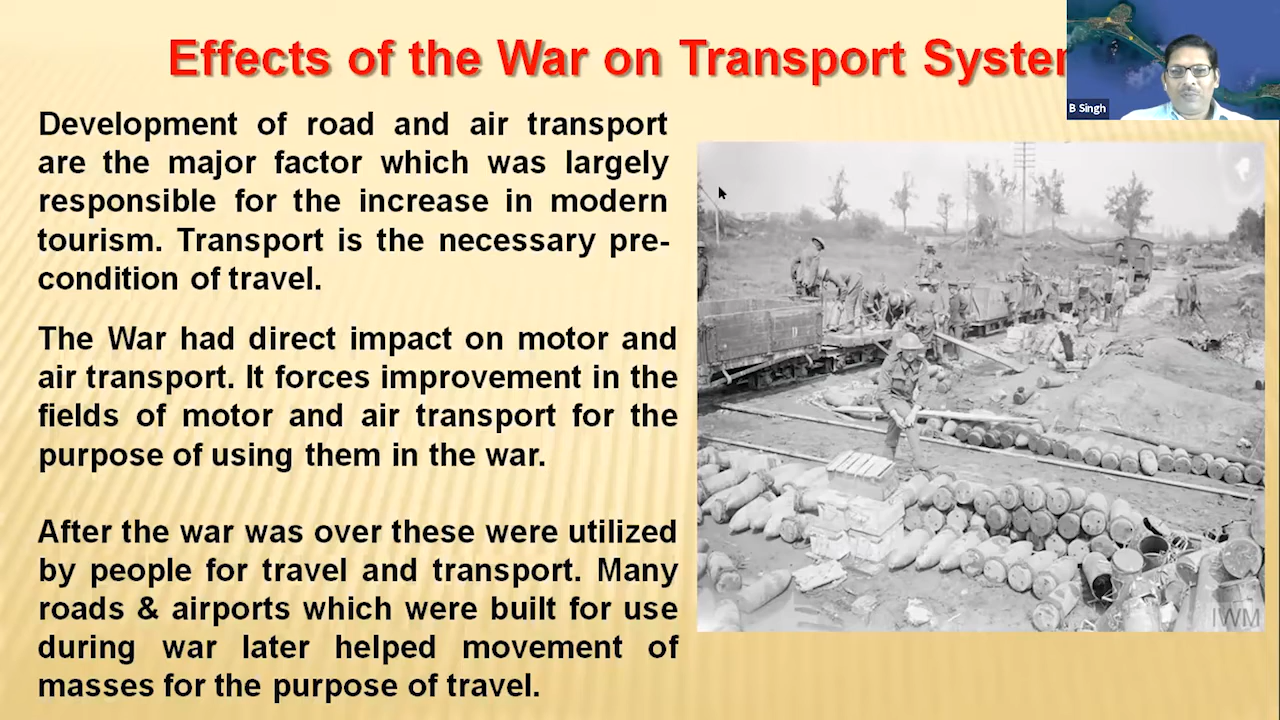 Effects of the War on Transport System
B Singh
Development of road and air transport
are the major factor which was largely
responsible for the increase in modern
tourism. Transport is the necessary pre-
condition of travel.
The War had direct impact on motor and
air transport. It forces improvement in the
fields of motor and air transport for the
purpose of using them in the war.
After the war was over these were utilized
by people for travel and transport. Many
roads & airports which were built for use
during war later helped movement of
masses for the purpose of travel.
IWM